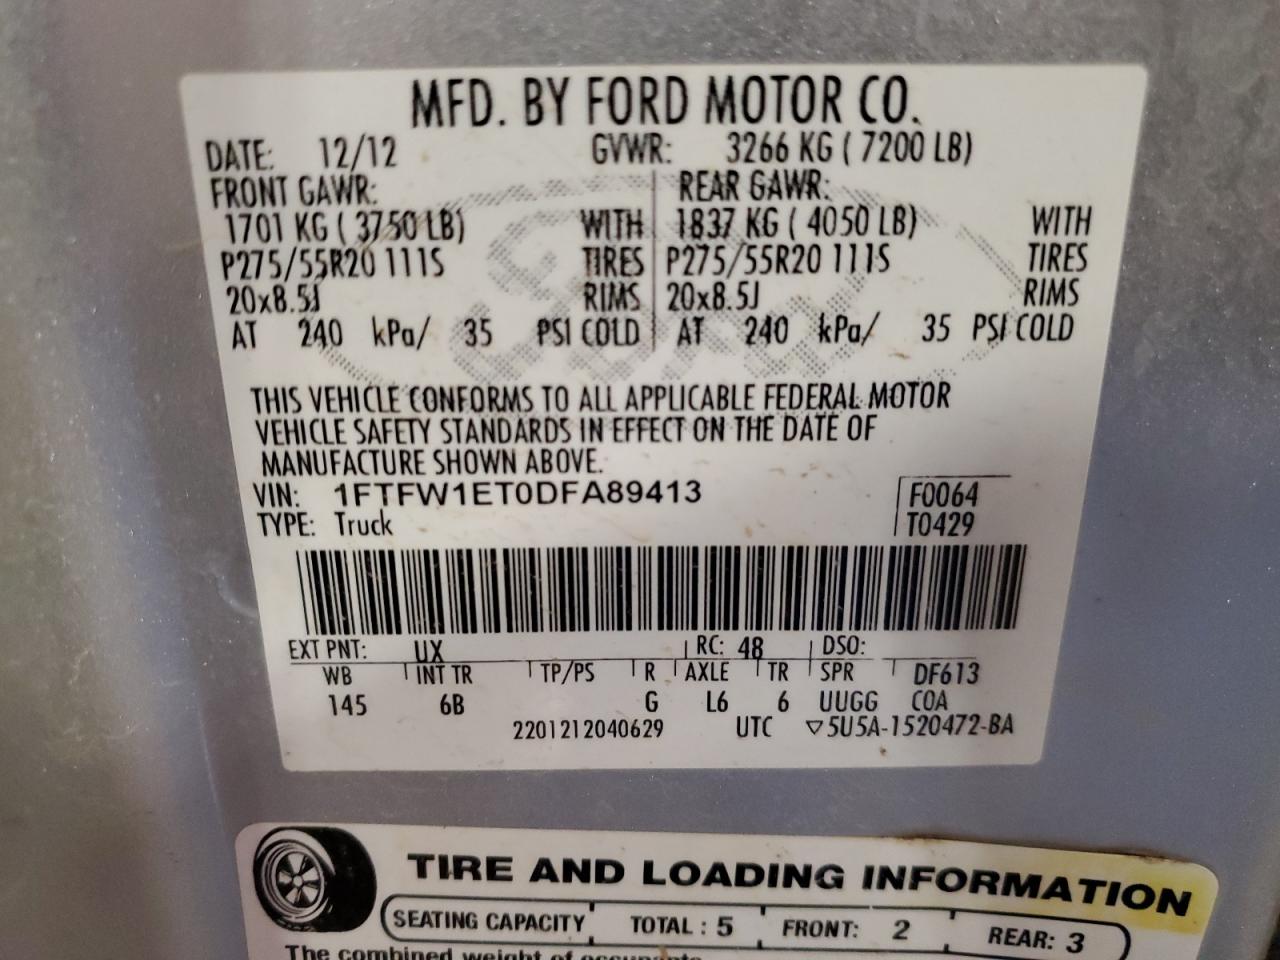 MFD. BY FORD MOTOR CO.
DATE: 12/12 GVWR: 3266 KG ( 7200 LB)
FRONT GAWR: REAR GAWR:
1701 KG ( 3750 LB) WITH 1837 KG ( 4050 LB) WITH
P275/55R20 111S TIRES P275/55R20 111S TIRES
20x8.5J RIMS 20x8.5J RIMS
AT 240 kPa/ 35 PSI COLD AT 240 kPa/ 35 PSI COLD
THIS VEHICLE CONFORMS TO ALL APPLICABLE FEDERAL MOTOR
VEHICLE SAFETY STANDARDS IN EFFECT ON THE DATE OF
MANUFACTURE SHOWN ABOVE.
VIN: 1FTFW1ET0DFA89413 F0064
TYPE: Truck T0429
EXT PNT: UX RC: 48 DSO:
WB INT TR TP/PS R AXLE TR SPR DF613
145 6B G L6 6 UUGG COA
2201212040629 UTC ▽5U5A-1520472-BA
TIRE AND LOADING INFORMATION
SEATING CAPACITY TOTAL : 5 FRONT: 2 REAR: 3
The combined weight of occupants